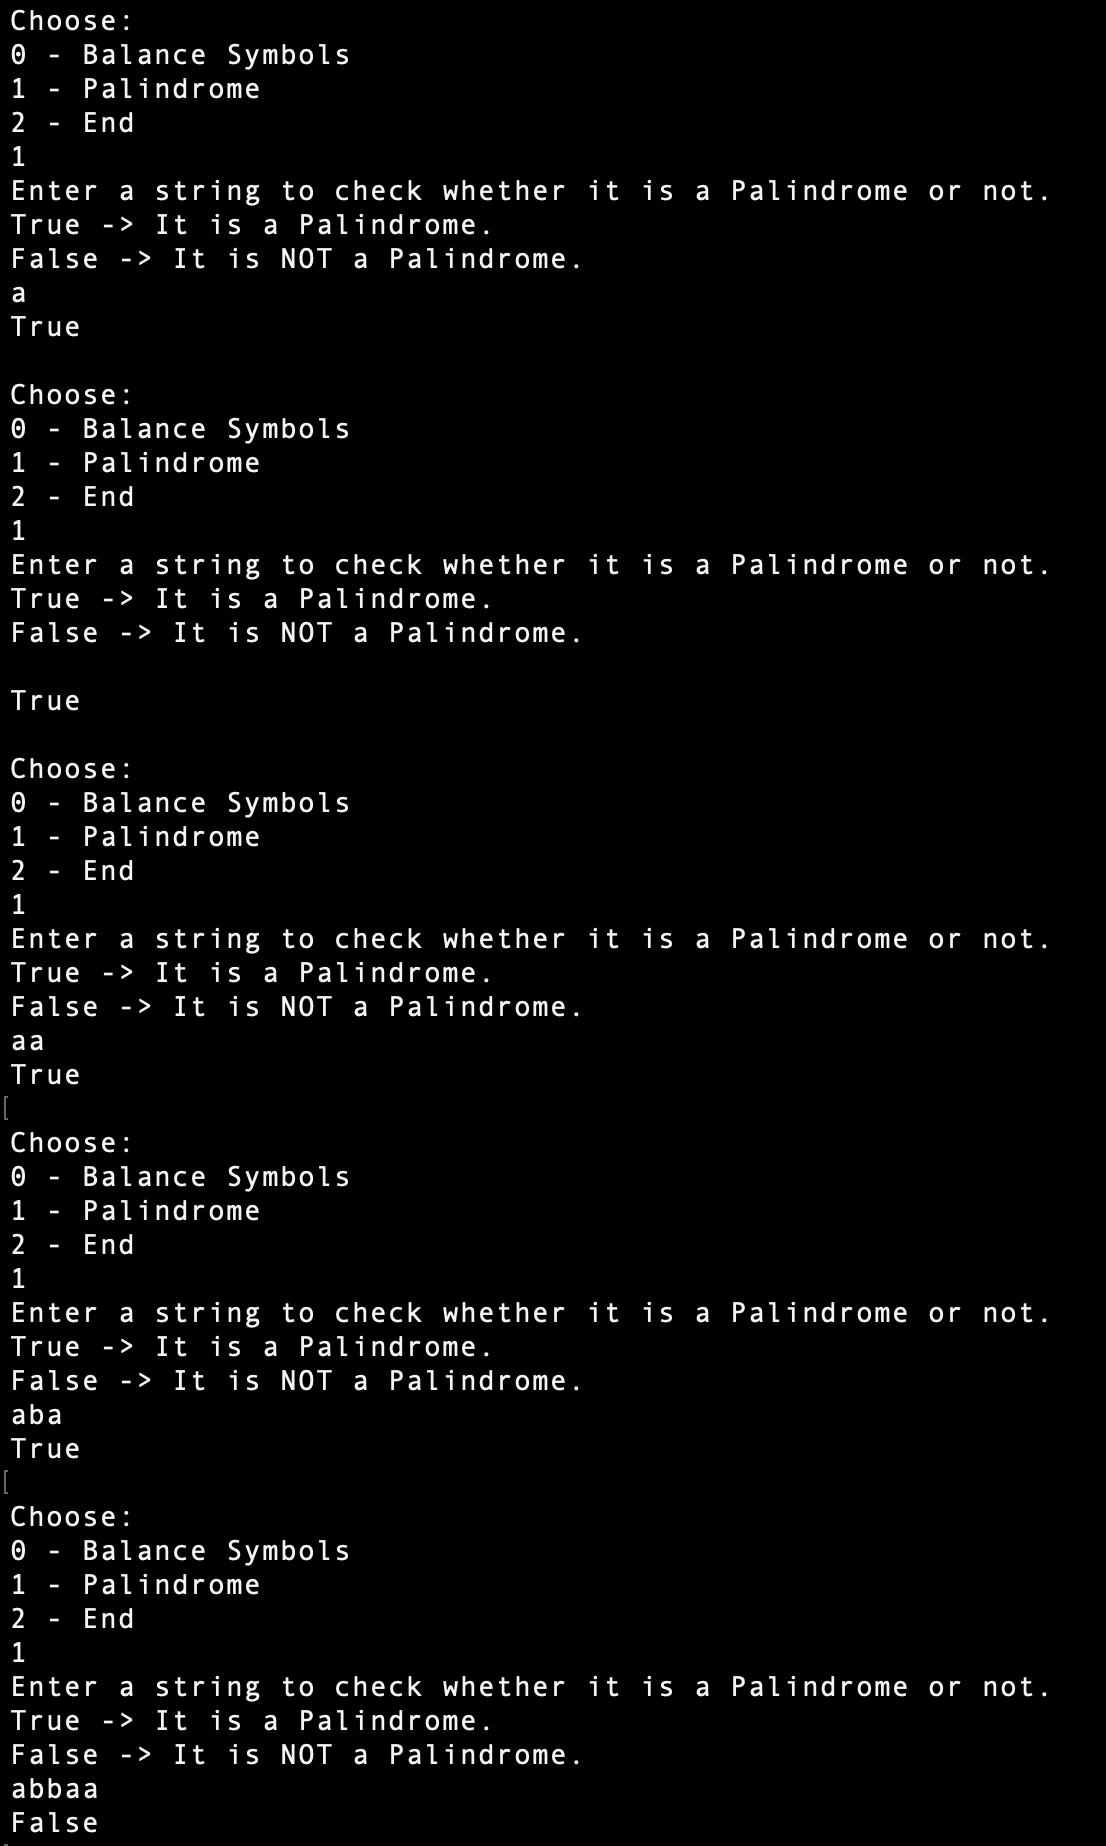 Choose:
0 - Balance Symbols
1 - Palindrome
2 - End
1
Enter a string to check whether it is a Palindrome or not.
True -> It is a Palindrome.
False -> It is NOT a Palindrome.
a
True

Choose:
0 - Balance Symbols
1 - Palindrome
2 - End
1
Enter a string to check whether it is a Palindrome or not.
True -> It is a Palindrome.
False -> It is NOT a Palindrome.

True

Choose:
0 - Balance Symbols
1 - Palindrome
2 - End
1
Enter a string to check whether it is a Palindrome or not.
True -> It is a Palindrome.
False -> It is NOT a Palindrome.
aa
True
[
Choose:
0 - Balance Symbols
1 - Palindrome
2 - End
1
Enter a string to check whether it is a Palindrome or not.
True -> It is a Palindrome.
False -> It is NOT a Palindrome.
aba
True
[
Choose:
0 - Balance Symbols
1 - Palindrome
2 - End
1
Enter a string to check whether it is a Palindrome or not.
True -> It is a Palindrome.
False -> It is NOT a Palindrome.
abbaa
False